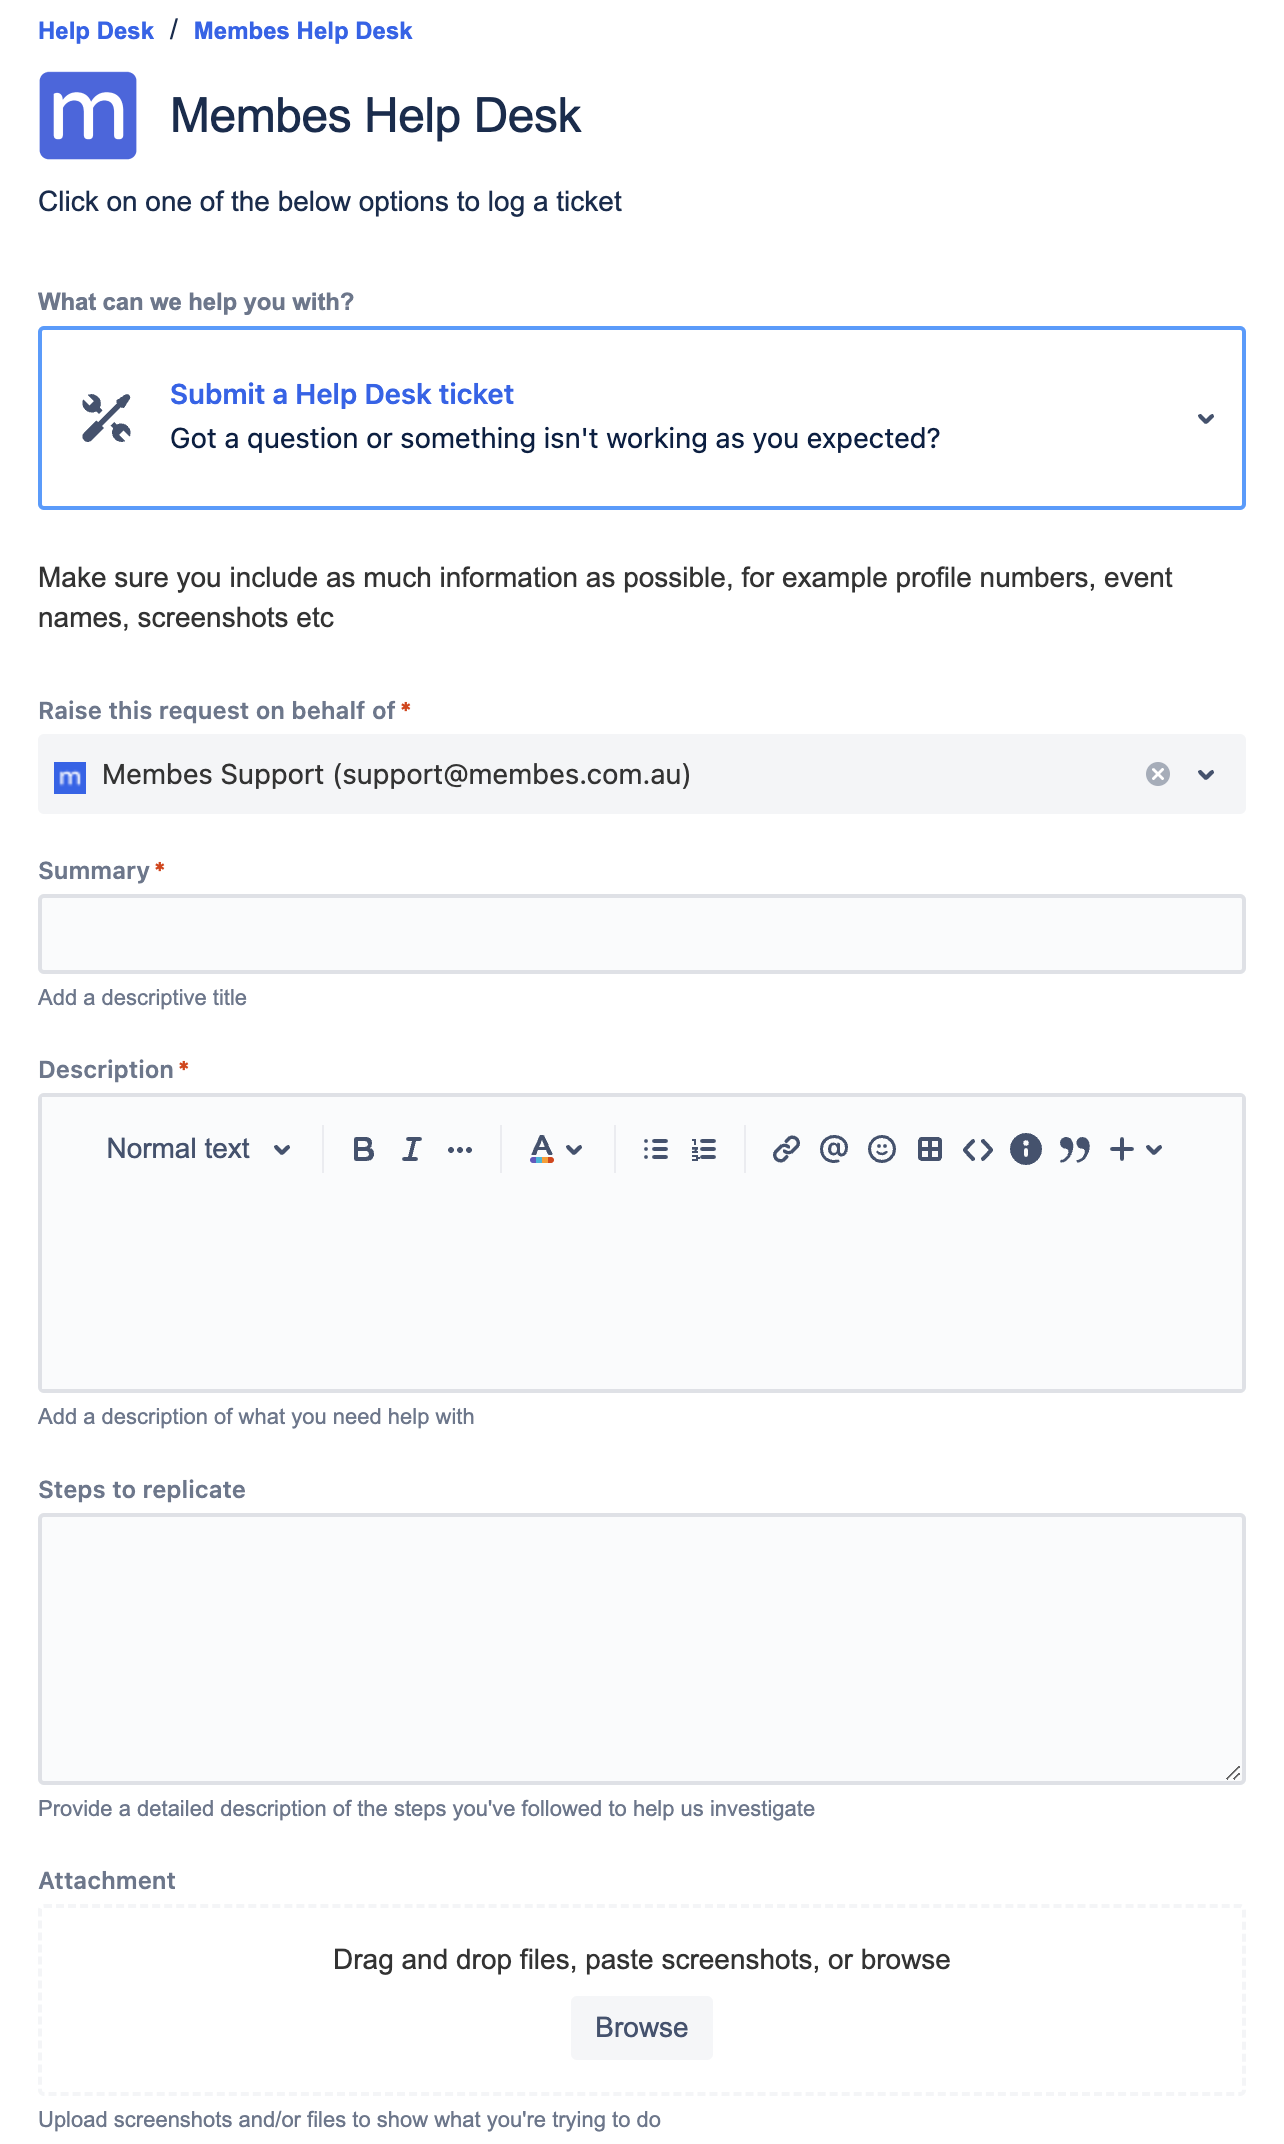 Help Desk / Membes Help Desk
m Membes Help Desk
Click on one of the below options to log a ticket
What can we help you with?
Submit a Help Desk ticket
Got a question or something isn't working as you expected?
Make sure you include as much information as possible, for example profile numbers, event
names, screenshots etc
Raise this request on behalf of *
m Membes Support (support@membes.com.au)
Summary *
Add a descriptive title
Description *
Normal text B I ... A @ <> i ” +
Add a description of what you need help with
Steps to replicate
Provide a detailed description of the steps you've followed to help us investigate
Attachment
Drag and drop files, paste screenshots, or browse
Browse
Upload screenshots and/or files to show what you're trying to do